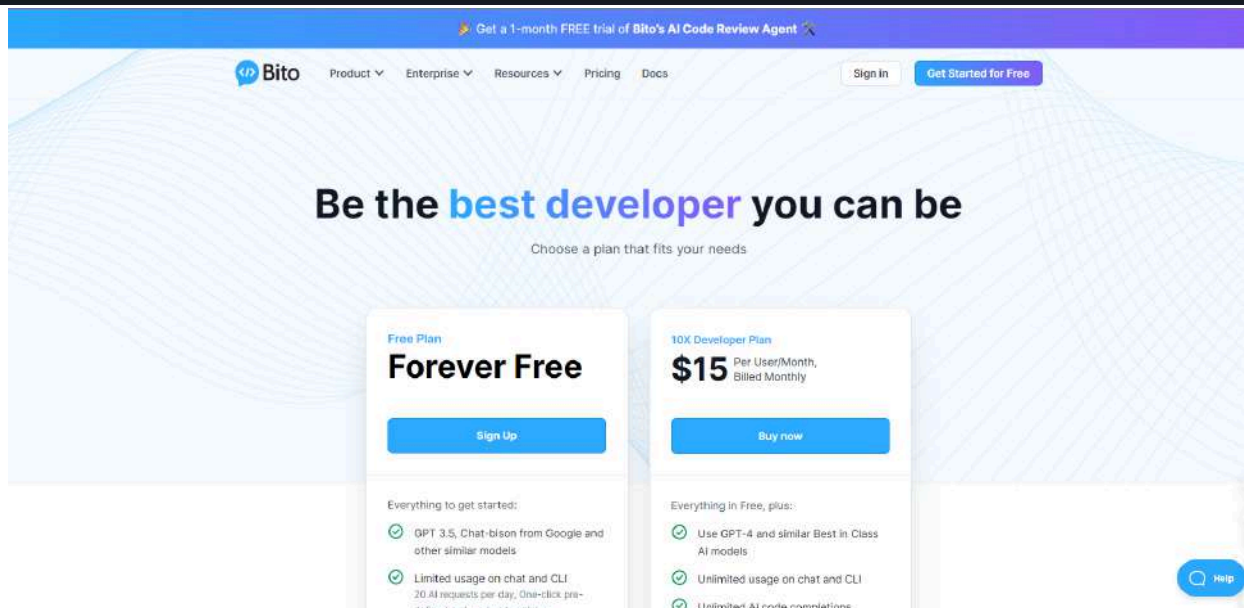 🎉 Get a 1-month FREE trial of Bito's AI Code Review Agent 🛠️
Bito
Product
Enterprise
Resources
Pricing
Docs
Sign in
Get Started for Free
Be the best developer you can be
Choose a plan that fits your needs
Free Plan
Forever Free
Sign Up
Everything to get started:
GPT 3.5, Chat-bison from Google and
other similar models
Limited usage on chat and CLI
20 AI requests per day, One-click pre-
10X Developer Plan
$15 Per User/Month,
Billed Monthly
Buy now
Everything in Free, plus:
Use GPT-4 and similar Best in Class
AI models
Unlimited usage on chat and CLI
Unlimited AI code completions
Help